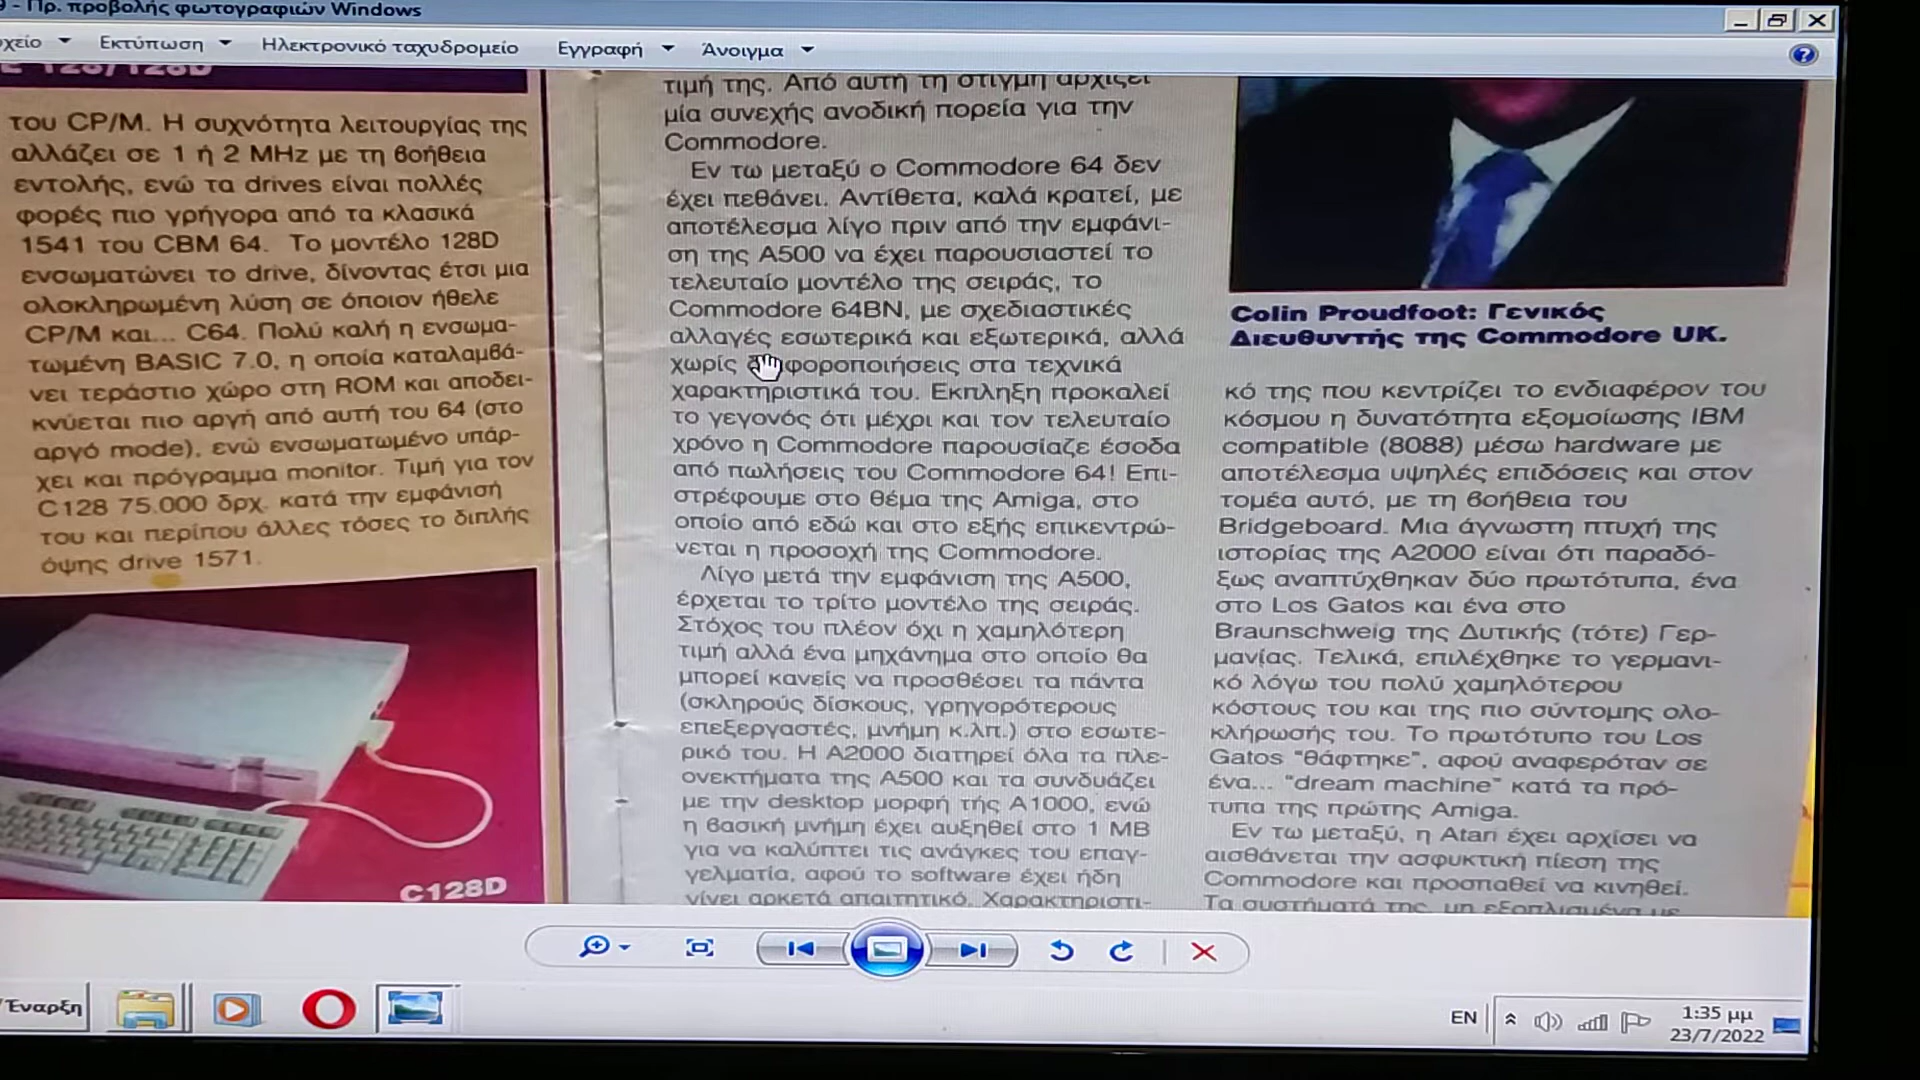 9 - Πρ. προβολής φωτογραφιών Windows
χείο
Εκτύπωση
Ηλεκτρονικό ταχυδρομείο
Εγγραφή
Άνοιγμα
128/128D
του CP/M. Η συχνότητα λειτουργίας της
αλλάζει σε 1 ή 2 MHz με τη βοήθεια
εντολής, ενώ τα drives είναι πολλές
φορές πιο γρήγορα από τα κλασικά
1541 του CBM 64. Το μοντέλο 128D
ενσωματώνει το drive, δίνοντας έτσι μια
ολοκληρωμένη λύση σε όποιον ήθελε
CP/M και... C64. Πολύ καλή η ενσωμα-
τωμένη BASIC 7.0, η οποία καταλαμβά-
νει τεράστιο χώρο στη ROM και αποδει-
κνύεται πιο αργή από αυτή του 64 (στο
αργό mode), ενώ ενσωματωμένο υπάρ-
χει και πρόγραμμα monitor. Τιμή για τον
C128 75.000 δρχ. κατά την εμφάνισή
του και περίπου άλλες τόσες το διπλής
όψης drive 1571.
C128D
τιμή της. Από αυτή τη στιγμή αρχίζει
μία συνεχής ανοδική πορεία για την
Commodore.
Εν τω μεταξύ ο Commodore 64 δεν
έχει πεθάνει. Αντίθετα, καλά κρατεί, με
αποτέλεσμα λίγο πριν από την εμφάνι-
ση της A500 να έχει παρουσιαστεί το
τελευταίο μοντέλο της σειράς, το
Commodore 64BN, με σχεδιαστικές
αλλαγές εσωτερικά και εξωτερικά, αλλά
χωρίς διαφοροποιήσεις στα τεχνικά
χαρακτηριστικά του. Εκπληξη προκαλεί
το γεγονός ότι μέχρι και τον τελευταίο
χρόνο η Commodore παρουσίαζε έσοδα
από πωλήσεις του Commodore 64! Επι-
στρέφουμε στο θέμα της Amiga, στο
οποίο από εδώ και στο εξής επικεντρώ-
νεται η προσοχή της Commodore.
Λίγο μετά την εμφάνιση της A500,
έρχεται το τρίτο μοντέλο της σειράς.
Στόχος του πλέον όχι η χαμηλότερη
τιμή αλλά ένα μηχάνημα στο οποίο θα
μπορεί κανείς να προσθέσει τα πάντα
(σκληρούς δίσκους, γρηγορότερους
επεξεργαστές, μνήμη κ.λπ.) στο εσωτε-
ρικό του. Η A2000 διατηρεί όλα τα πλε-
ονεκτήματα της A500 και τα συνδυάζει
με την desktop μορφή τής A1000, ενώ
η βασική μνήμη έχει αυξηθεί στο 1 MB
για να καλύπτει τις ανάγκες του επαγ-
γελματία, αφού το software έχει ήδη
γίνει αρκετά απαιτητικό. Χαρακτηριστι-
Colin Proudfoot: Γενικός
Διευθυντής της Commodore UK.
κό της που κεντρίζει το ενδιαφέρον του
κόσμου η δυνατότητα εξομοίωσης IBM
compatible (8088) μέσω hardware με
αποτέλεσμα υψηλές επιδόσεις και στον
τομέα αυτό, με τη βοήθεια του
Bridgeboard. Μια άγνωστη πτυχή της
ιστορίας της A2000 είναι ότι παραδό-
ξως αναπτύχθηκαν δύο πρωτότυπα, ένα
στο Los Gatos και ένα στο
Braunschweig της Δυτικής (τότε) Γερ-
μανίας. Τελικά, επιλέχθηκε το γερμανι-
κό λόγω του πολύ χαμηλότερου
κόστους του και της πιο σύντομης ολο-
κλήρωσής του. Το πρωτότυπο του Los
Gatos "θάφτηκε", αφού αναφερόταν σε
ένα... "dream machine" κατά τα πρό-
τυπα της πρώτης Amiga.
Εν τω μεταξύ, η Atari έχει αρχίσει να
αισθάνεται την ασφυκτική πίεση της
Commodore και προσπαθεί να κινηθεί.
Τα συστήματά της, μη εξοπλισμένα με
Έναρξη
EN
1:35 μμ
23/7/2022